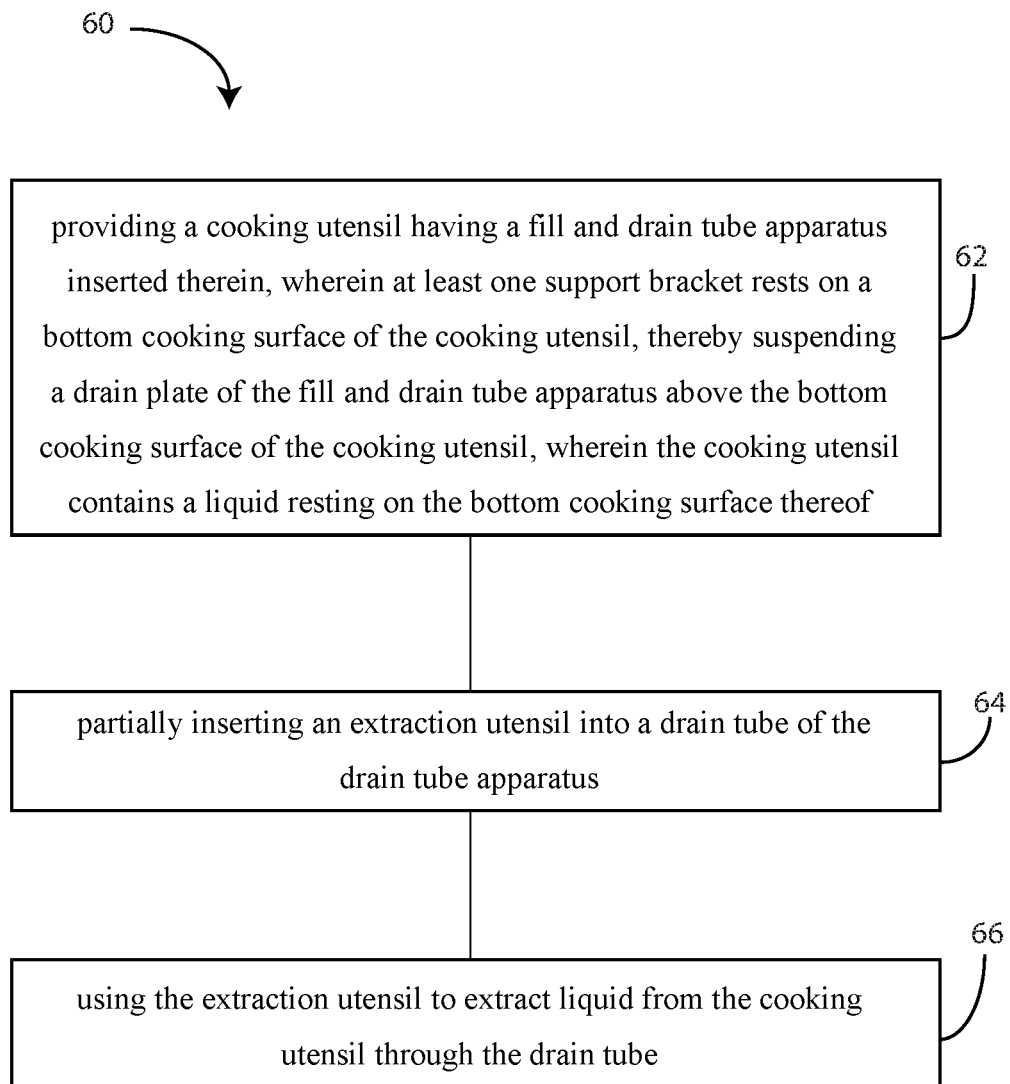 60
providing a cooking utensil having a fill and drain tube apparatus
inserted therein, wherein at least one support bracket rests on a
62
bottom cooking surface of the cooking utensil, thereby suspending
a drain plate of the fill and drain tube apparatus above the bottom
cooking surface of the cooking utensil, wherein the cooking utensil
contains a liquid resting on the bottom cooking surface thereof
64
partially inserting an extraction utensil into a drain tube of the
drain tube apparatus
66
using the extraction utensil to extract liquid from the cooking
utensil through the drain tube